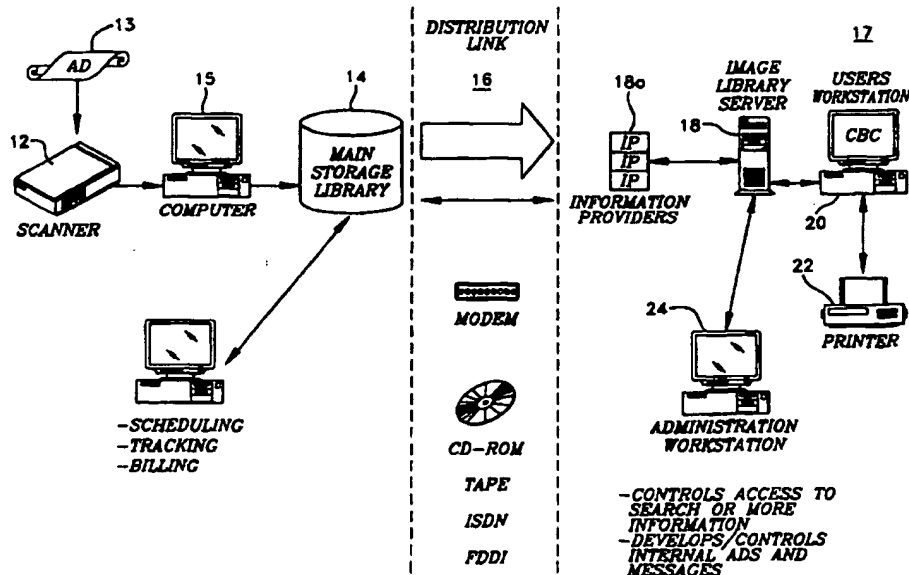 13
AD
12
SCANNER
15
COMPUTER
14
MAIN
STORAGE
LIBRARY
-SCHEDULING
-TRACKING
-BILLING
DISTRIBUTION
LINK
16
MODEM
CD-ROM
TAPE
ISDN
FDDI
17
18a
IP
IP
IP
INFORMATION
PROVIDERS
IMAGE
LIBRARY
SERVER
18
USERS
WORKSTATION
CBC
20
22
PRINTER
24
ADMINISTRATION
WORKSTATION
-CONTROLS ACCESS TO
SEARCH OR MORE
INFORMATION
-DEVELOPS/CONTROLS
INTERNAL ADS AND
MESSAGES